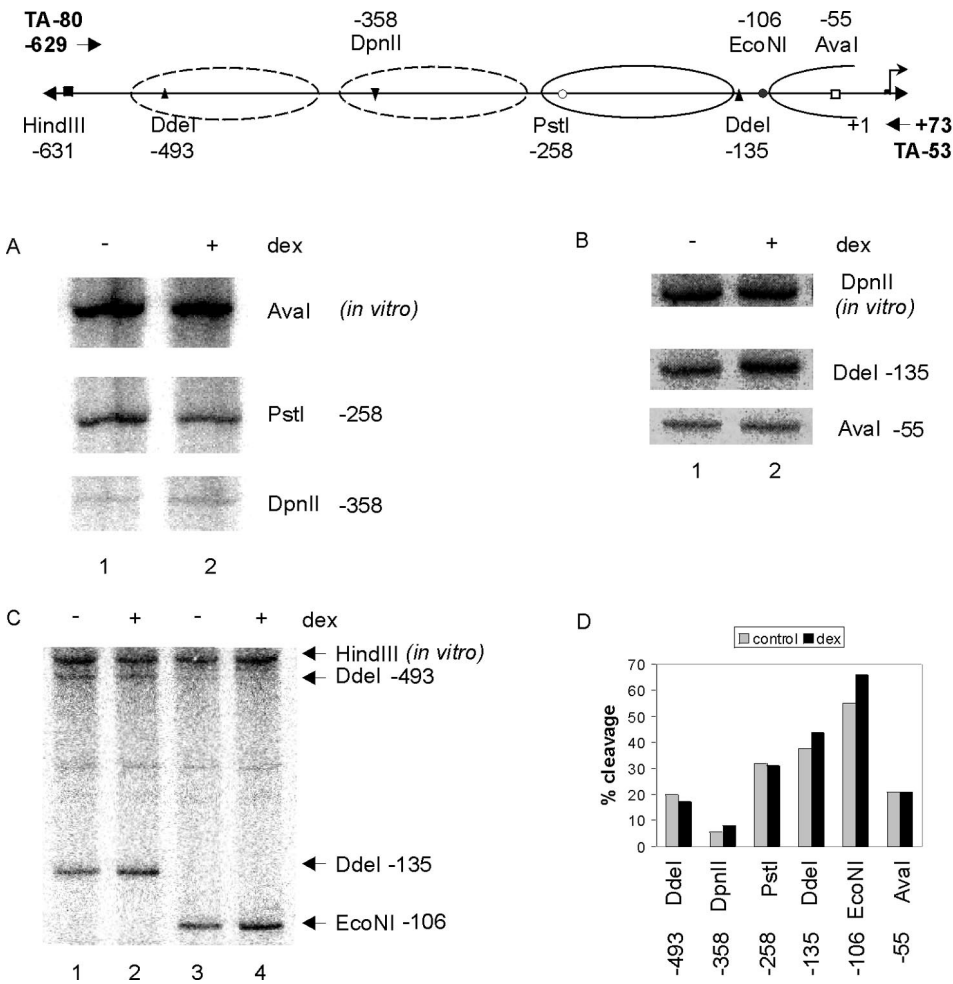 TA-80
-629
-358
DpnII
-106
EcoNI
-55
AvaI
HindIII
-631
DdeI
-493
PstI
-258
DdeI
-135
+1
+73
TA-53
A
- + dex
AvaI (in vitro)
PstI -258
DpnII -358
1 2
B
- + dex
DpnII
(in vitro)
DdeI -135
AvaI -55
1 2
C
- + - + dex
HindIII (in vitro)
DdeI -493
DdeI -135
EcoNI -106
1 2 3 4
D
control dex
% cleavage
70
60
50
40
30
20
10
0
DdeI DpnII PstI DdeI EcoNI AvaI
-493 -358 -258 -135 -106 -55